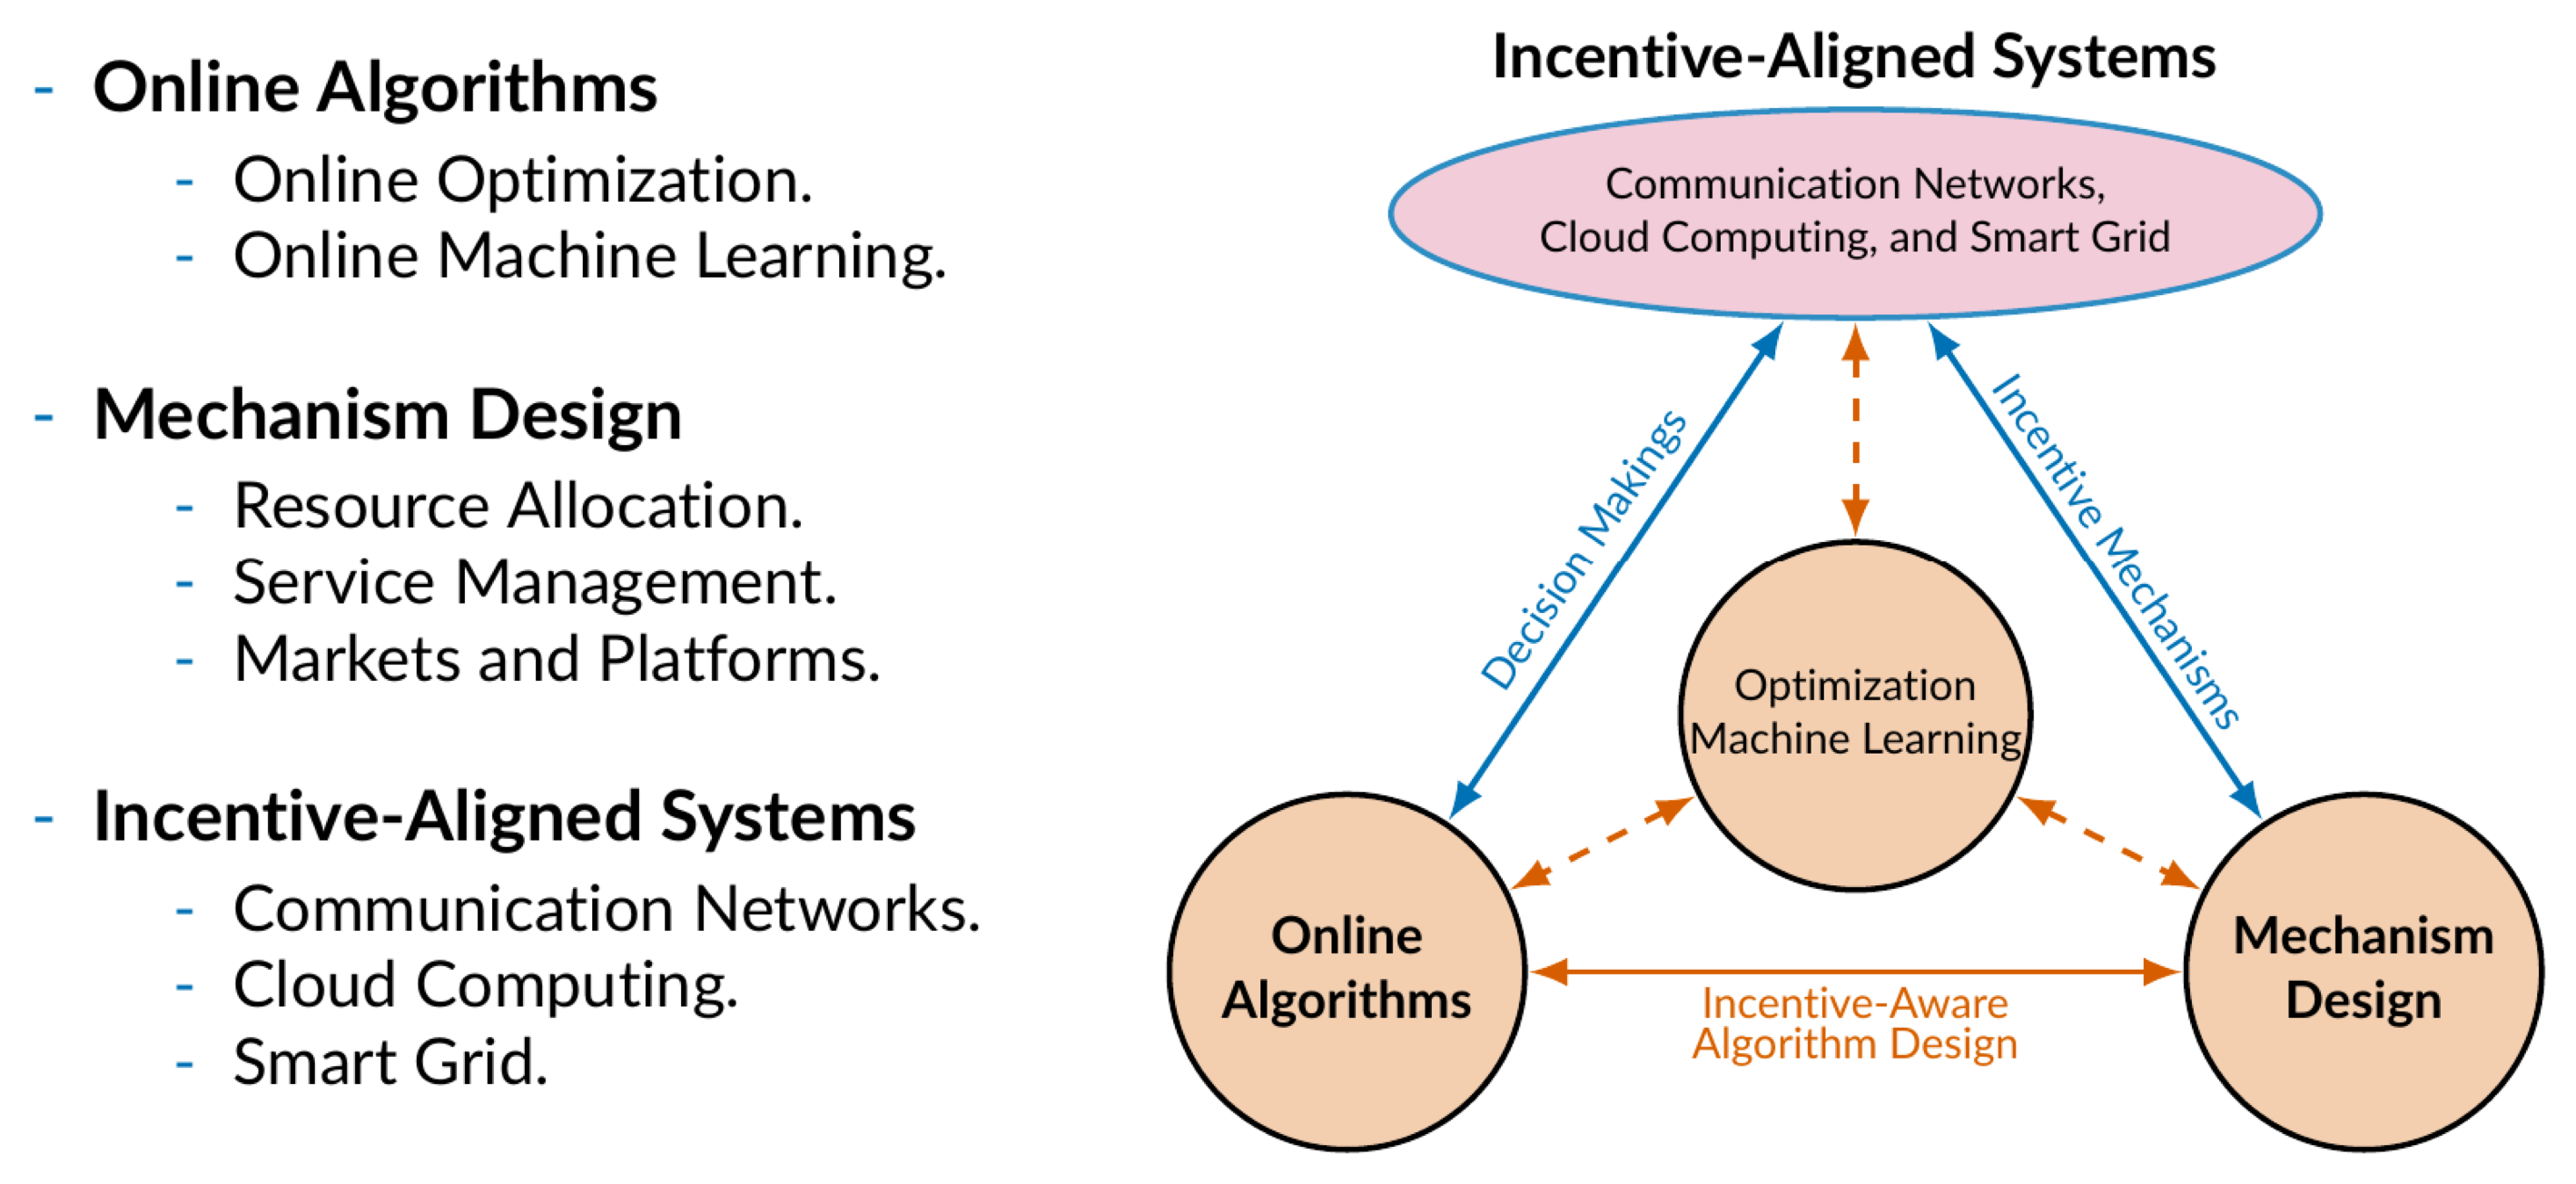 - Online Algorithms
- Online Optimization.
- Online Machine Learning.
- Mechanism Design
- Resource Allocation.
- Service Management.
- Markets and Platforms.
- Incentive-Aligned Systems
- Communication Networks.
- Cloud Computing.
- Smart Grid.
Incentive-Aligned Systems
Communication Networks,
Cloud Computing, and Smart Grid
Decision Makings
Incentive Mechanisms
Optimization
Machine Learning
Online
Algorithms
Incentive-Aware
Algorithm Design
Mechanism
Design